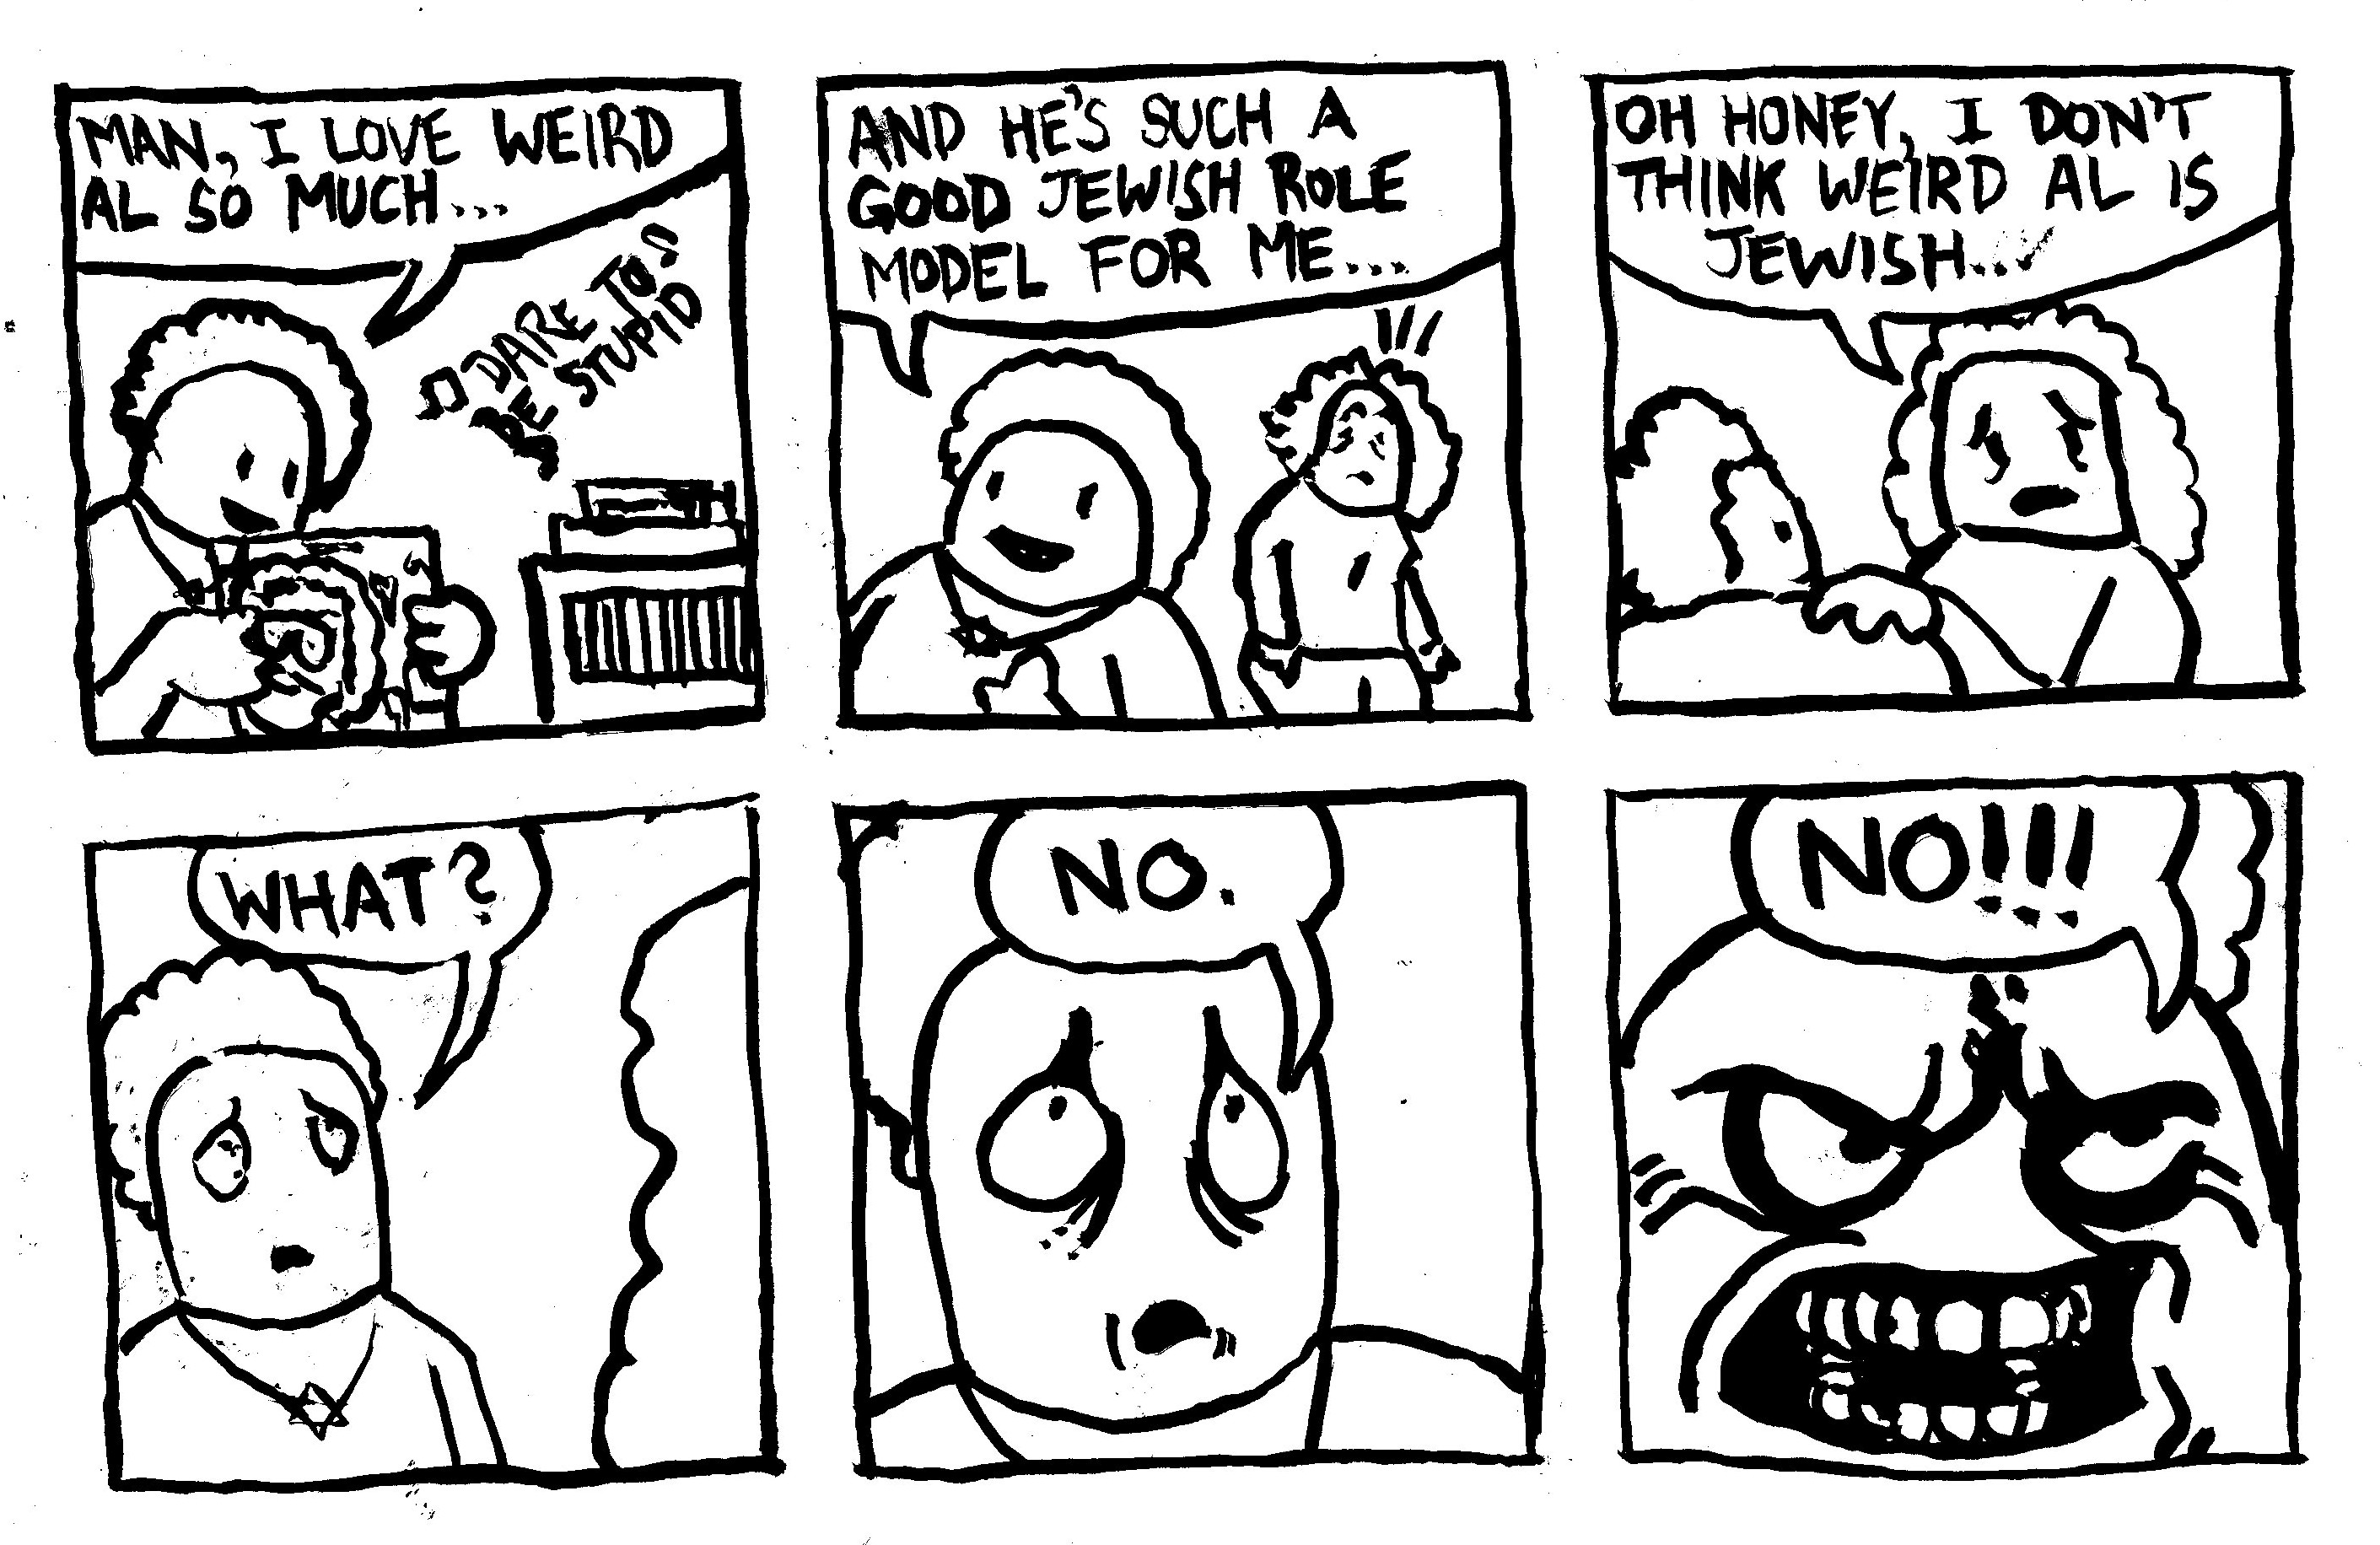 MAN, I LOVE WEIRD
AL SO MUCH...
♫ DARE TO
BE STUPID ♫
AND HE'S SUCH A
GOOD JEWISH ROLE
MODEL FOR ME...
OH HONEY, I DON'T
THINK WEIRD AL IS
JEWISH...
WHAT?
NO.
NO!!!